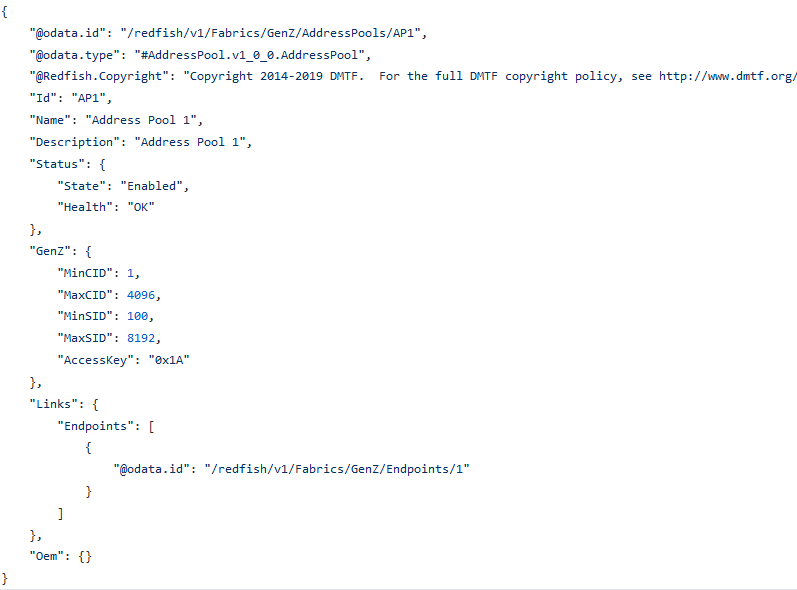 {
    "@odata.id": "/redfish/v1/Fabrics/GenZ/AddressPools/AP1",
    "@odata.type": "#AddressPool.v1_0_0.AddressPool",
    "@Redfish.Copyright": "Copyright 2014-2019 DMTF.  For the full DMTF copyright policy, see http://www.dmtf.org/
    "Id": "AP1",
    "Name": "Address Pool 1",
    "Description": "Address Pool 1",
    "Status": {
        "State": "Enabled",
        "Health": "OK"
    },
    "GenZ": {
        "MinCID": 1,
        "MaxCID": 4096,
        "MinSID": 100,
        "MaxSID": 8192,
        "AccessKey": "0x1A"
    },
    "Links": {
        "Endpoints": [
            {
                "@odata.id": "/redfish/v1/Fabrics/GenZ/Endpoints/1"
            }
        ]
    },
    "Oem": {}
}